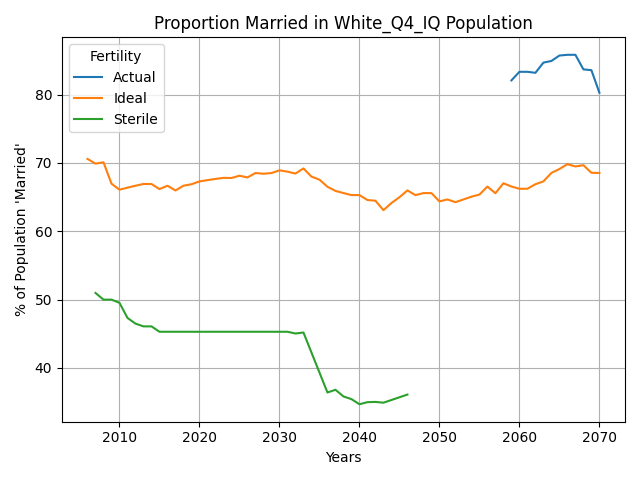 Proportion Married in White_Q4_IQ Population
Fertility
Actual
Ideal
Sterile
% of Population 'Married'
80
70
60
50
40
2010 2020 2030 2040 2050 2060 2070
Years